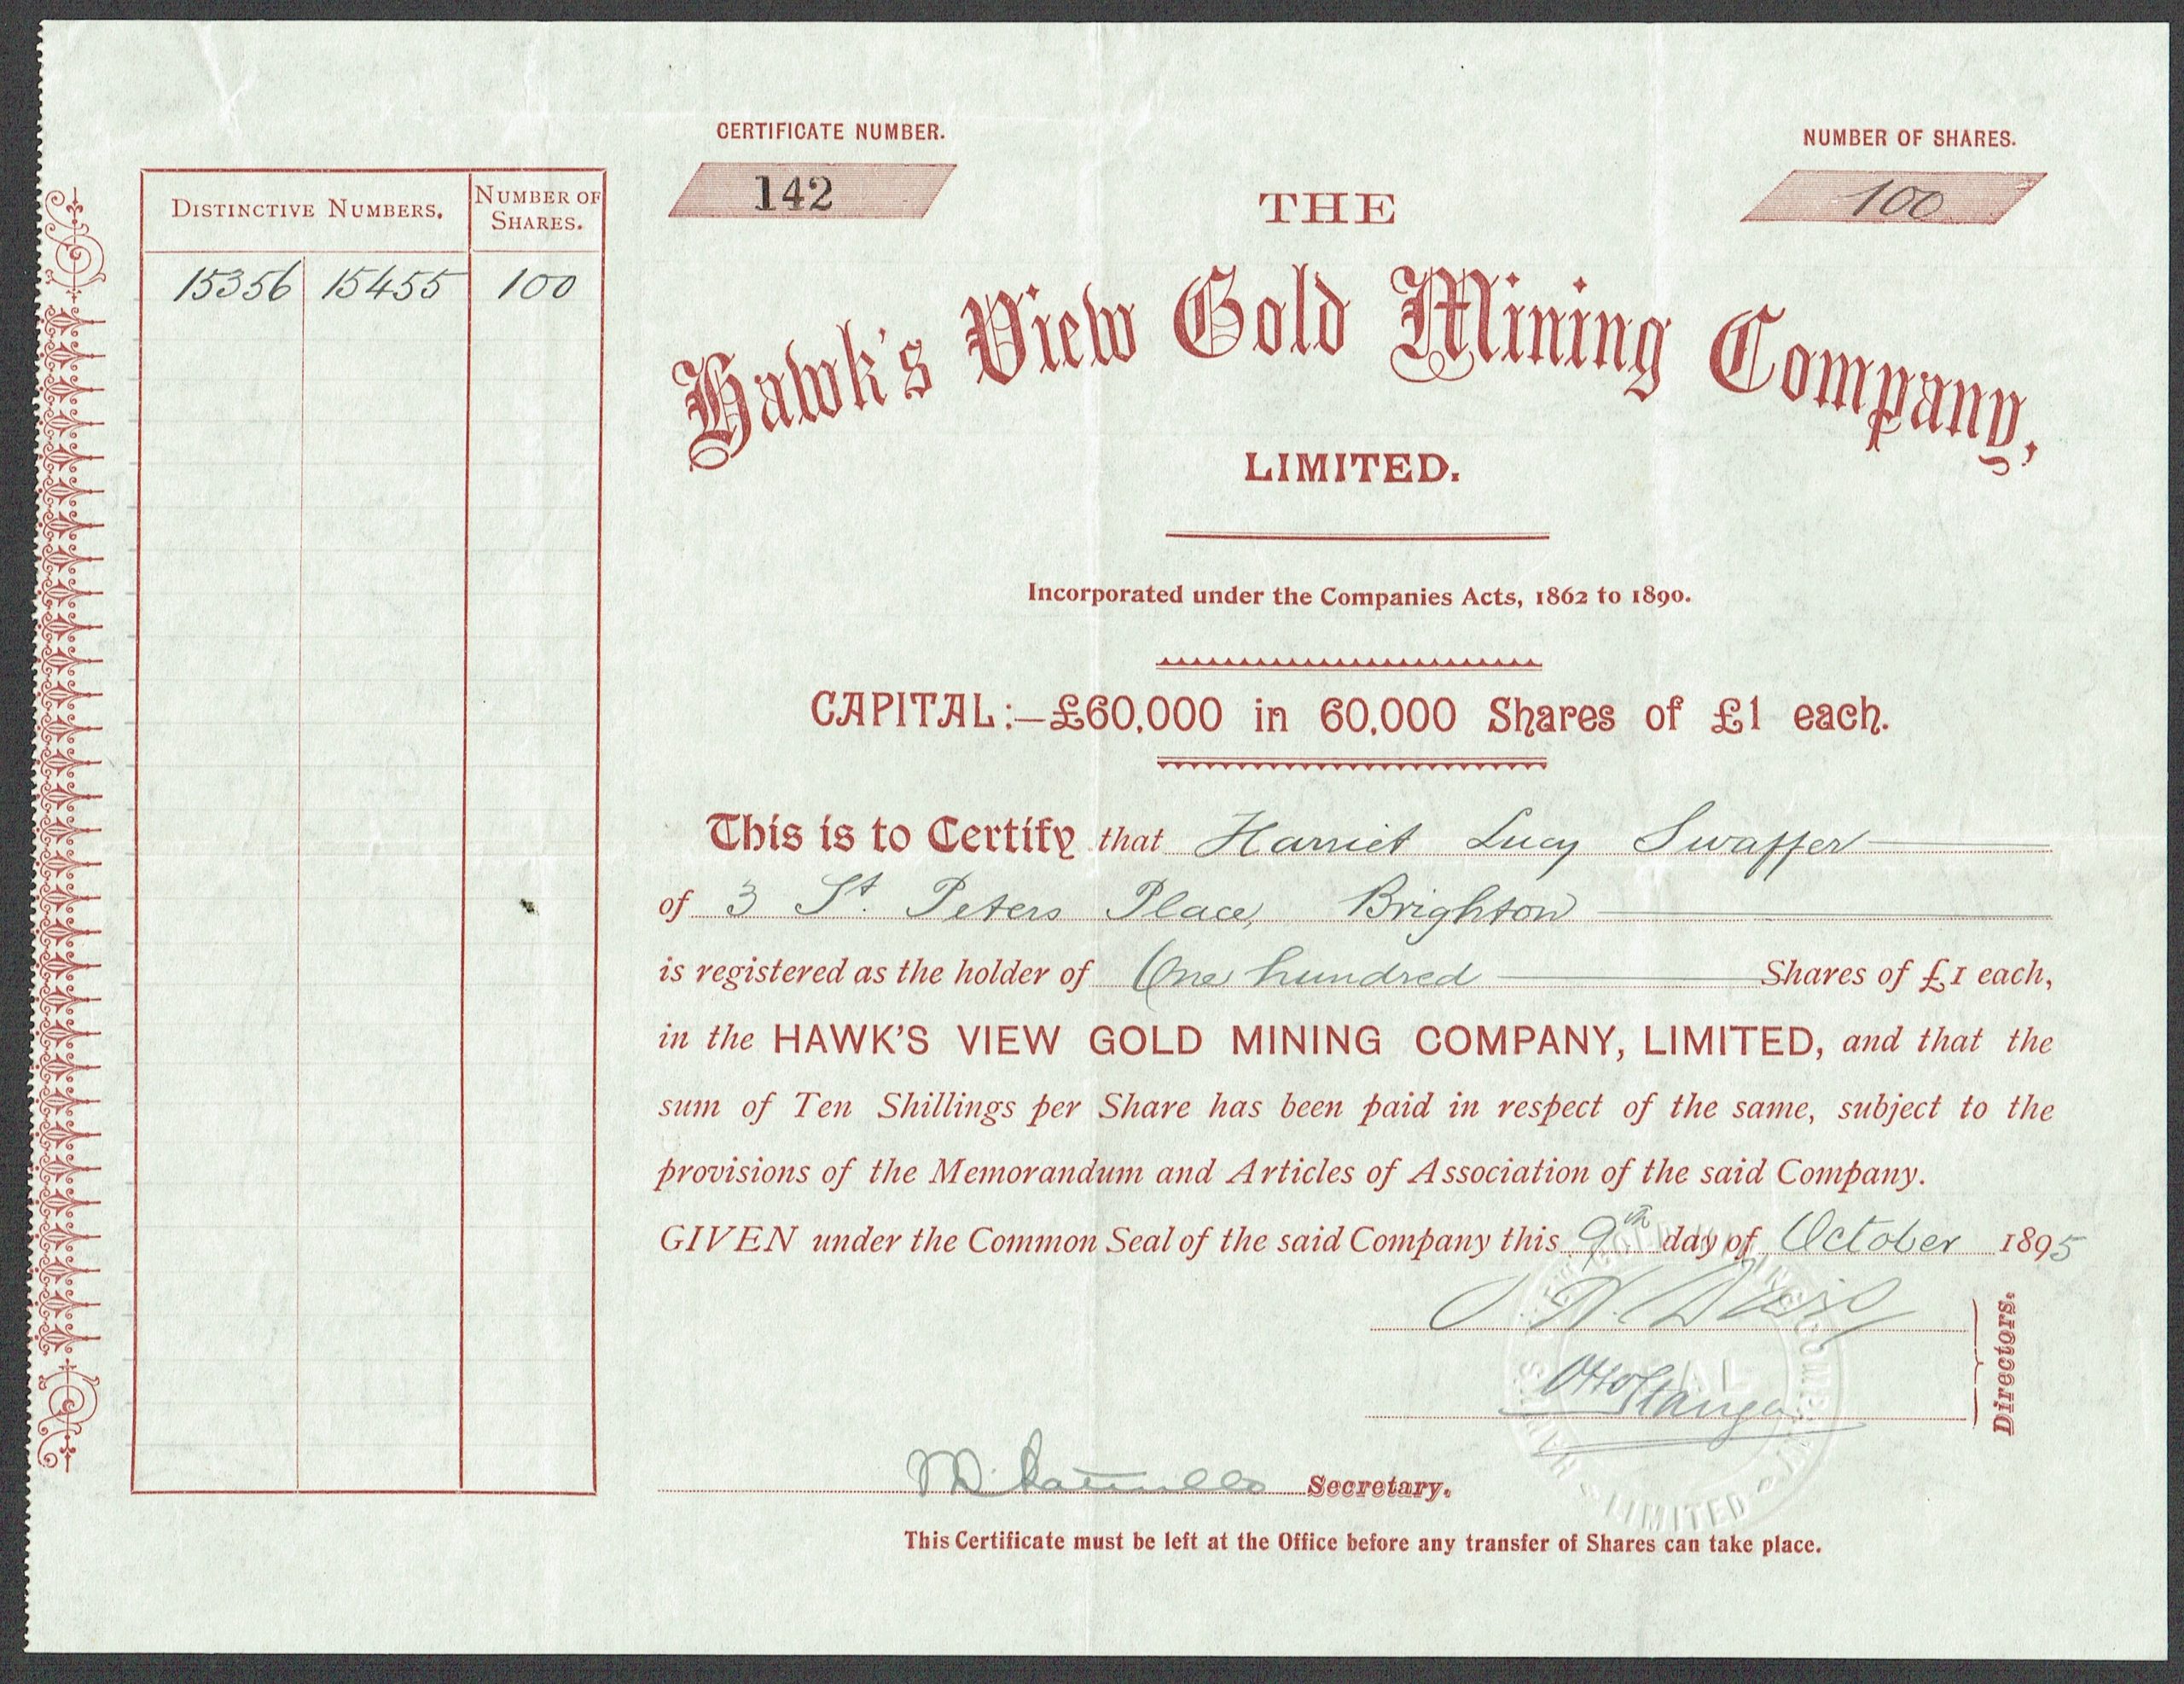 CERTIFICATE NUMBER.
142
NUMBER OF SHARES.
100
DISTINCTIVE NUMBERS. NUMBER OF SHARES.
15356 15455 100
THE
Hawk's View Gold Mining Company,
LIMITED.
Incorporated under the Companies Acts, 1862 to 1890.
CAPITAL:—£60,000 in 60,000 Shares of £1 each.
This is to Certify that Harriet Lucy Swaffer
of 3 St. Peters Place, Brighton
is registered as the holder of One hundred Shares of £1 each,
in the HAWK'S VIEW GOLD MINING COMPANY, LIMITED, and that the
sum of Ten Shillings per Share has been paid in respect of the same, subject to the
provisions of the Memorandum and Articles of Association of the said Company.
GIVEN under the Common Seal of the said Company this 9th day of October 1895
Directors.
Secretary.
HAWK'S VIEW GOLD MINING COMPANY
SEAL
LIMITED
This Certificate must be left at the Office before any transfer of Shares can take place.